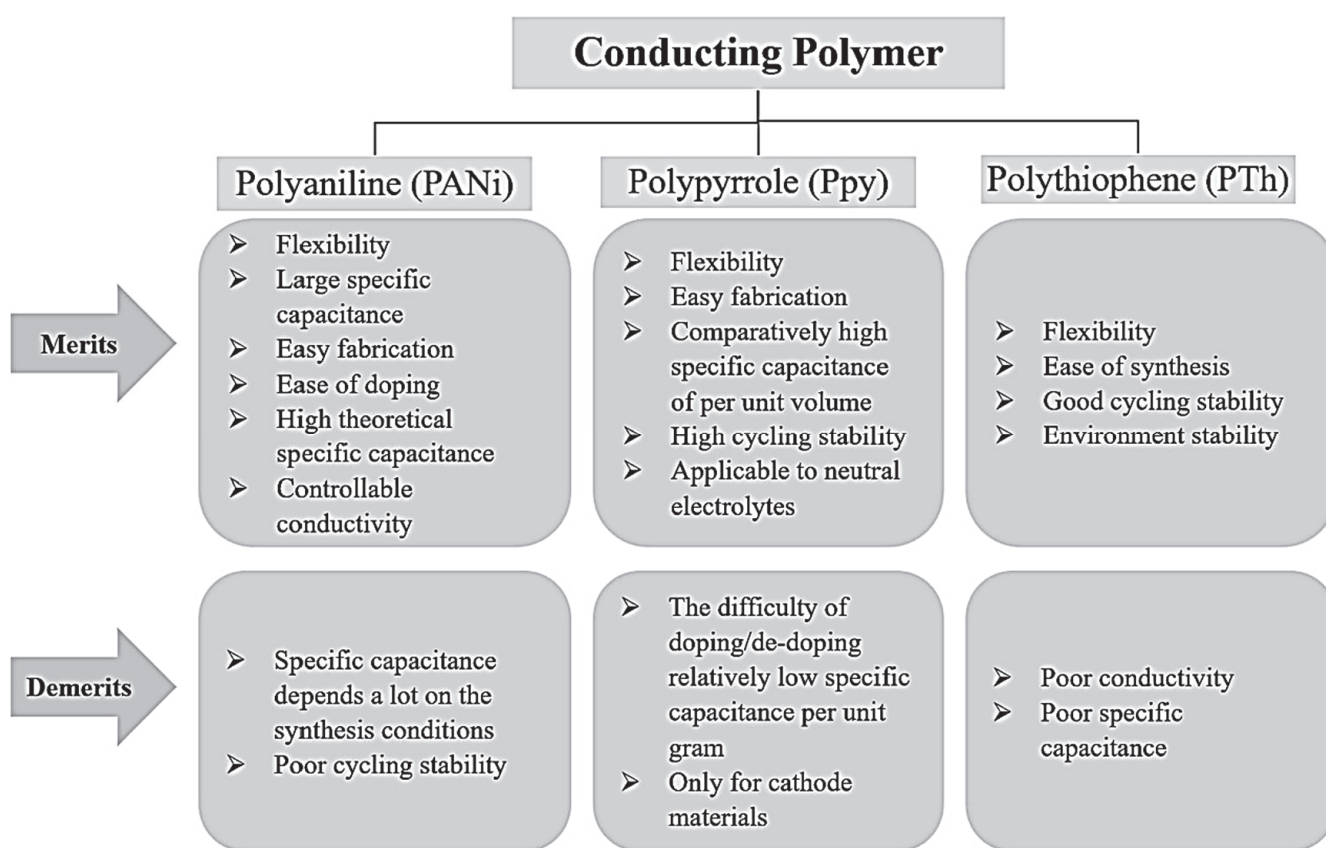 Conducting Polymer
Polyaniline (PANi)
Polypyrrole (Ppy)
Polythiophene (PTh)
Merits
➢ Flexibility
➢ Large specific
capacitance
➢ Easy fabrication
➢ Ease of doping
➢ High theoretical
specific capacitance
➢ Controllable
conductivity
➢ Flexibility
➢ Easy fabrication
➢ Comparatively high
specific capacitance
of per unit volume
➢ High cycling stability
➢ Applicable to neutral
electrolytes
➢ Flexibility
➢ Ease of synthesis
➢ Good cycling stability
➢ Environment stability
Demerits
➢ Specific capacitance
depends a lot on the
synthesis conditions
➢ Poor cycling stability
➢ The difficulty of
doping/de-doping
relatively low specific
capacitance per unit
gram
➢ Only for cathode
materials
➢ Poor conductivity
➢ Poor specific
capacitance